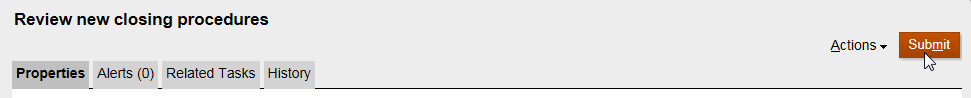 Review new closing procedures
Actions Submit
Properties Alerts (0) Related Tasks History